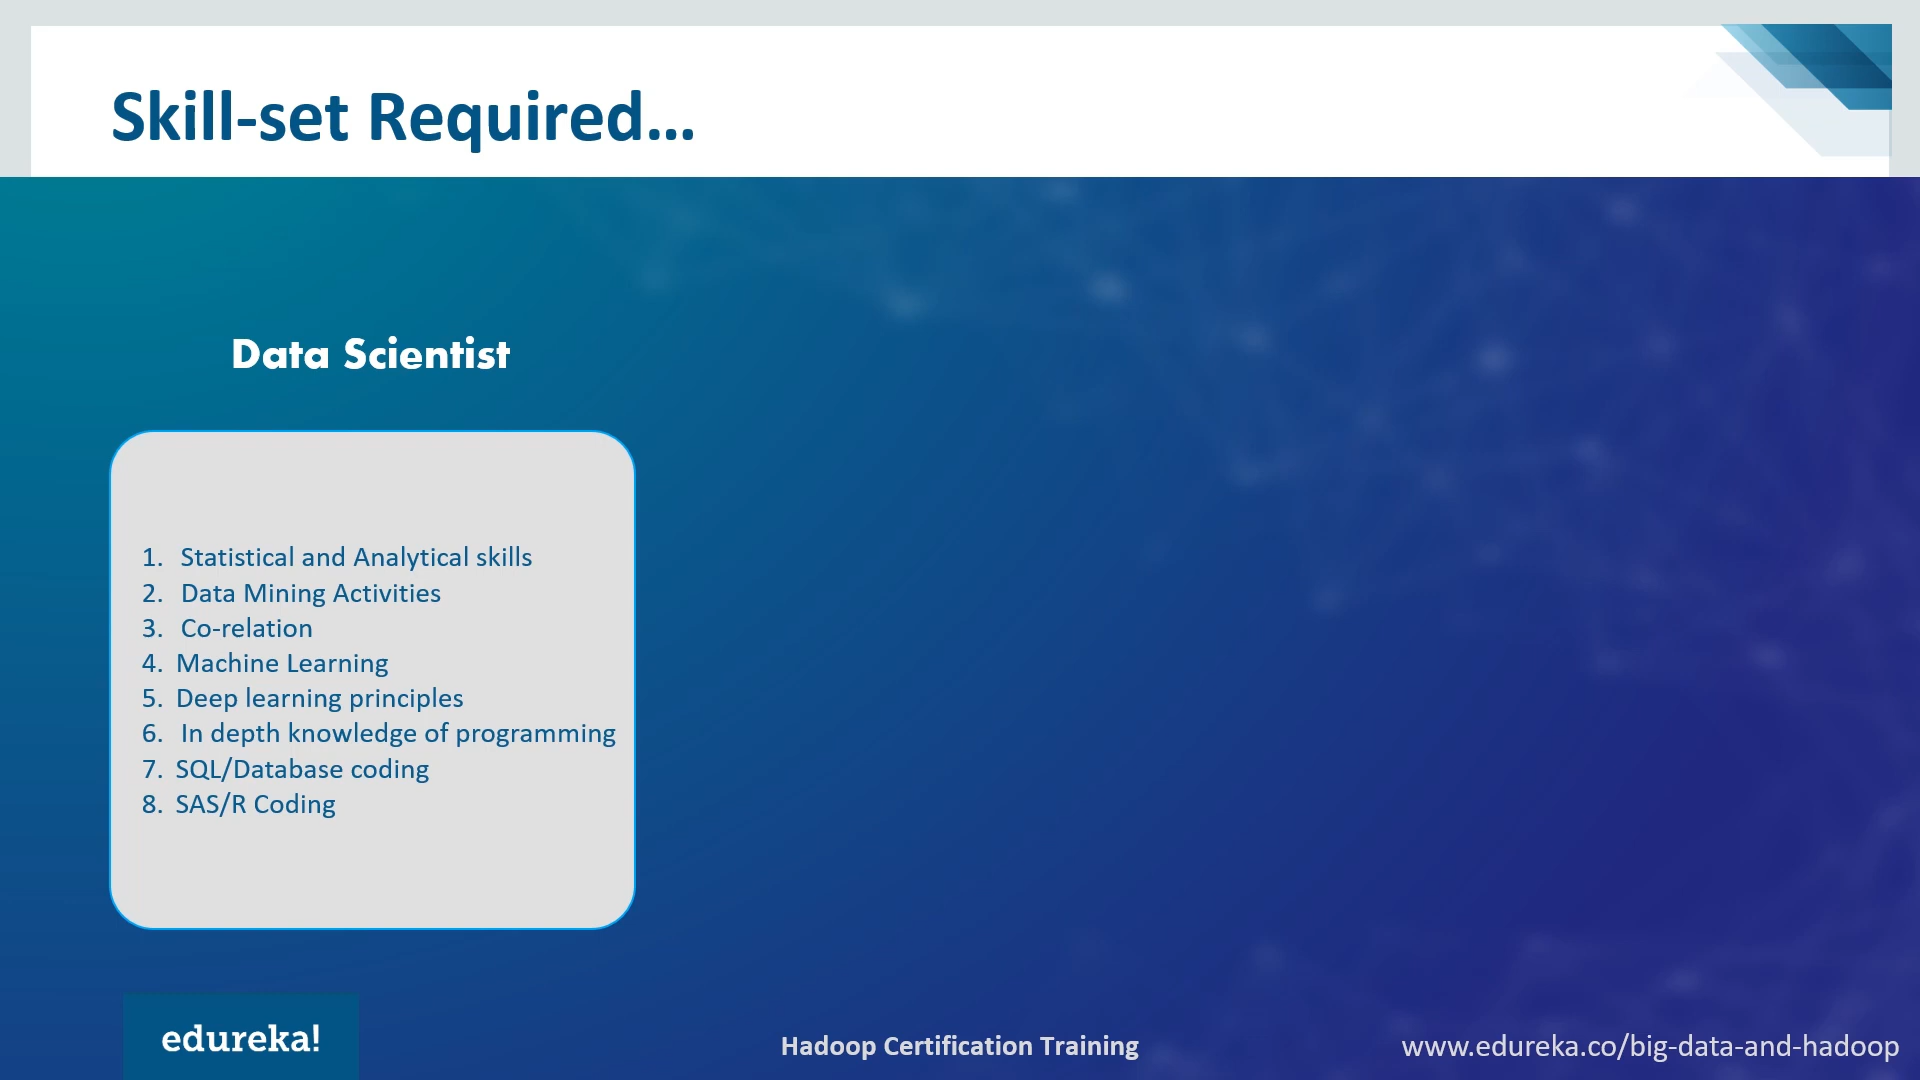 Skill-set Required...
Data Scientist
1. Statistical and Analytical skills
2. Data Mining Activities
3. Co-relation
4. Machine Learning
5. Deep learning principles
6. In depth knowledge of programming
7. SQL/Database coding
8. SAS/R Coding
edureka!
Hadoop Certification Training
www.edureka.co/big-data-and-hadoop